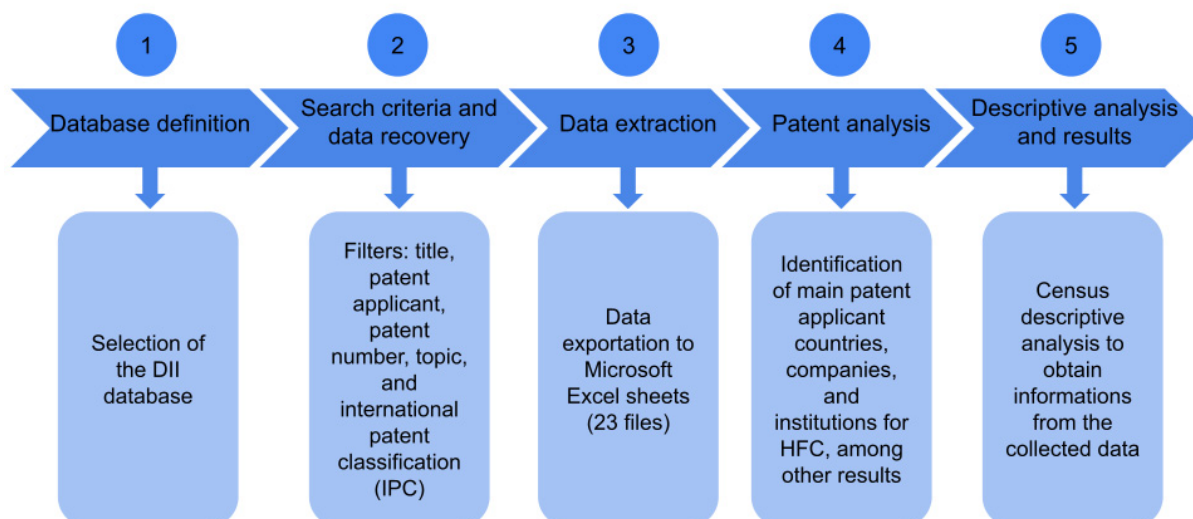 1
2
3
4
5
Database definition
Search criteria and
data recovery
Data extraction
Patent analysis
Descriptive analysis
and results
Selection of
the DII
database
Filters: title,
patent
applicant,
patent
number, topic,
and
international
patent
classification
(IPC)
Data
exportation to
Microsoft
Excel sheets
(23 files)
Identification
of main patent
applicant
countries,
companies,
and
institutions for
HFC, among
other results
Census
descriptive
analysis to
obtain
informations
from the
collected data